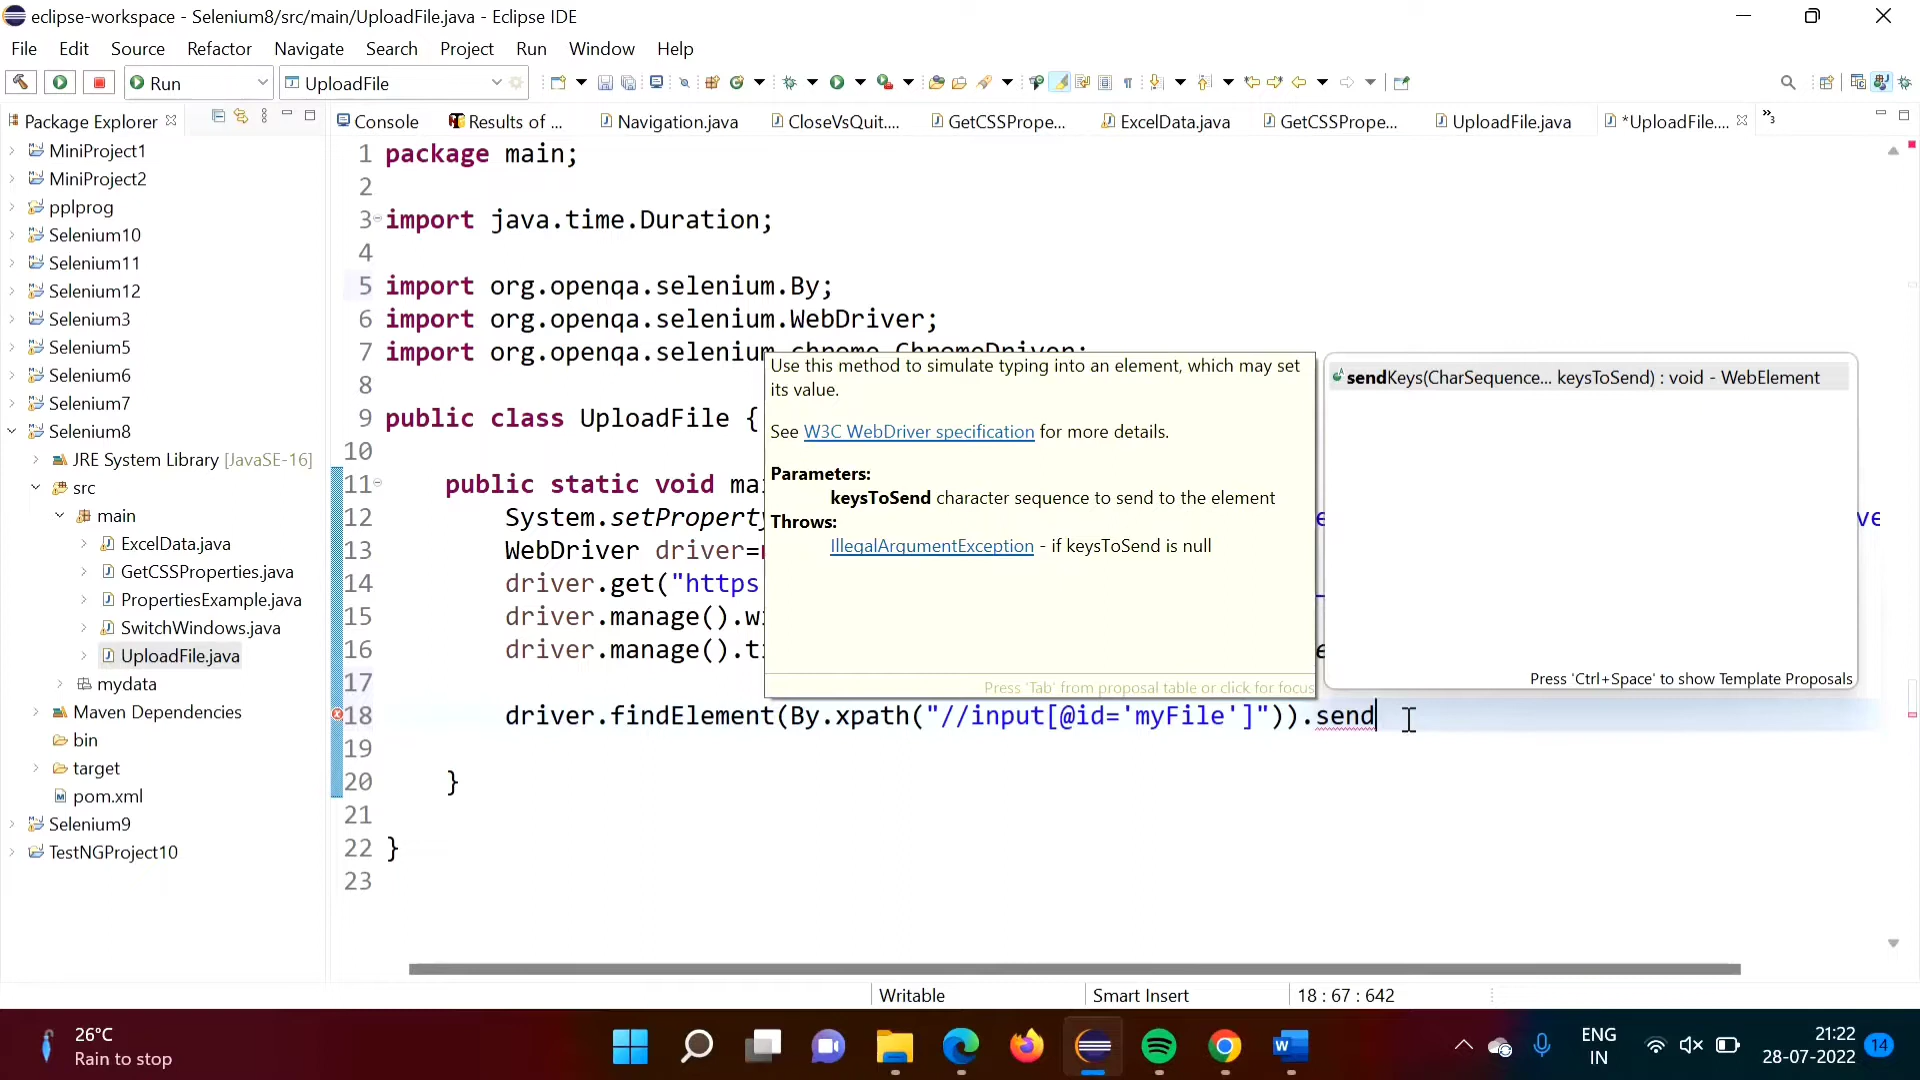 eclipse-workspace - Selenium8/src/main/UploadFile.java - Eclipse IDE
File Edit Source Refactor Navigate Search Project Run Window Help
Run UploadFile
Package Explorer
Console Results of ... Navigation.java CloseVsQuit.... GetCSSPrope... ExcelData.java GetCSSPrope... UploadFile.java *UploadFile.... »3
MiniProject1
MiniProject2
pplprog
Selenium10
Selenium11
Selenium12
Selenium3
Selenium5
Selenium6
Selenium7
Selenium8
JRE System Library [JavaSE-16]
src
main
ExcelData.java
GetCSSProperties.java
PropertiesExample.java
SwitchWindows.java
UploadFile.java
mydata
Maven Dependencies
bin
target
pom.xml
Selenium9
TestNGProject10
1 package main;
2
3 import java.time.Duration;
4
5 import org.openqa.selenium.By;
6 import org.openqa.selenium.WebDriver;
7 import org.openqa.selenium.chrome.ChromeDriver;
8
9 public class UploadFile {
10
11 public static void mai
12 System.setProperty
13 WebDriver driver=
14 driver.get("https
15 driver.manage().wi
16 driver.manage().ti
17
18 driver.findElement(By.xpath("//input[@id='myFile']")).send
19
20 }
21
22 }
23
Use this method to simulate typing into an element, which may set
its value.
See W3C WebDriver specification for more details.
Parameters:
keysToSend character sequence to send to the element
Throws:
IllegalArgumentException - if keysToSend is null
Press 'Tab' from proposal table or click for focus
sendKeys(CharSequence... keysToSend) : void - WebElement
Press 'Ctrl+Space' to show Template Proposals
Writable Smart Insert 18 : 67 : 642
26°C
Rain to stop
ENG
IN
21:22
28-07-2022
14